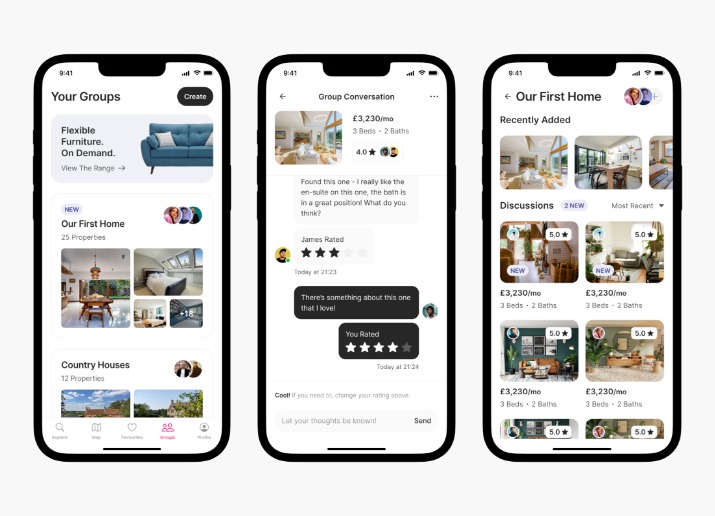 9:41
Your Groups
Create
Flexible
Furniture.
On Demand.
View The Range →
NEW
Our First Home
25 Properties
+18
Country Houses
12 Properties
Explore
Map
Favourites
Groups
Profile
9:41
← Group Conversation ...
£3,230/mo
3 Beds • 2 Baths
4.0 ★
Found this one - I really like the
en-suite on this one, the bath is
in a great position! What do you
think?
James Rated
Today at 21:23
There's something about this one
that I love!
You Rated
Today at 21:24
Cool! If you need to, change your rating above.
Let your thoughts be known!
Send
9:41
← Our First Home
+
Recently Added
Discussions
2 NEW
Most Recent
5.0 ★
NEW
5.0 ★
NEW
£3,230/mo
3 Beds • 2 Baths
£3,230/mo
3 Beds • 2 Baths
5.0 ★
5.0 ★
£3,230/mo
3 Beds • 2 Baths
£3,230/mo
3 Beds • 2 Baths
5.0 ★
5.0 ★